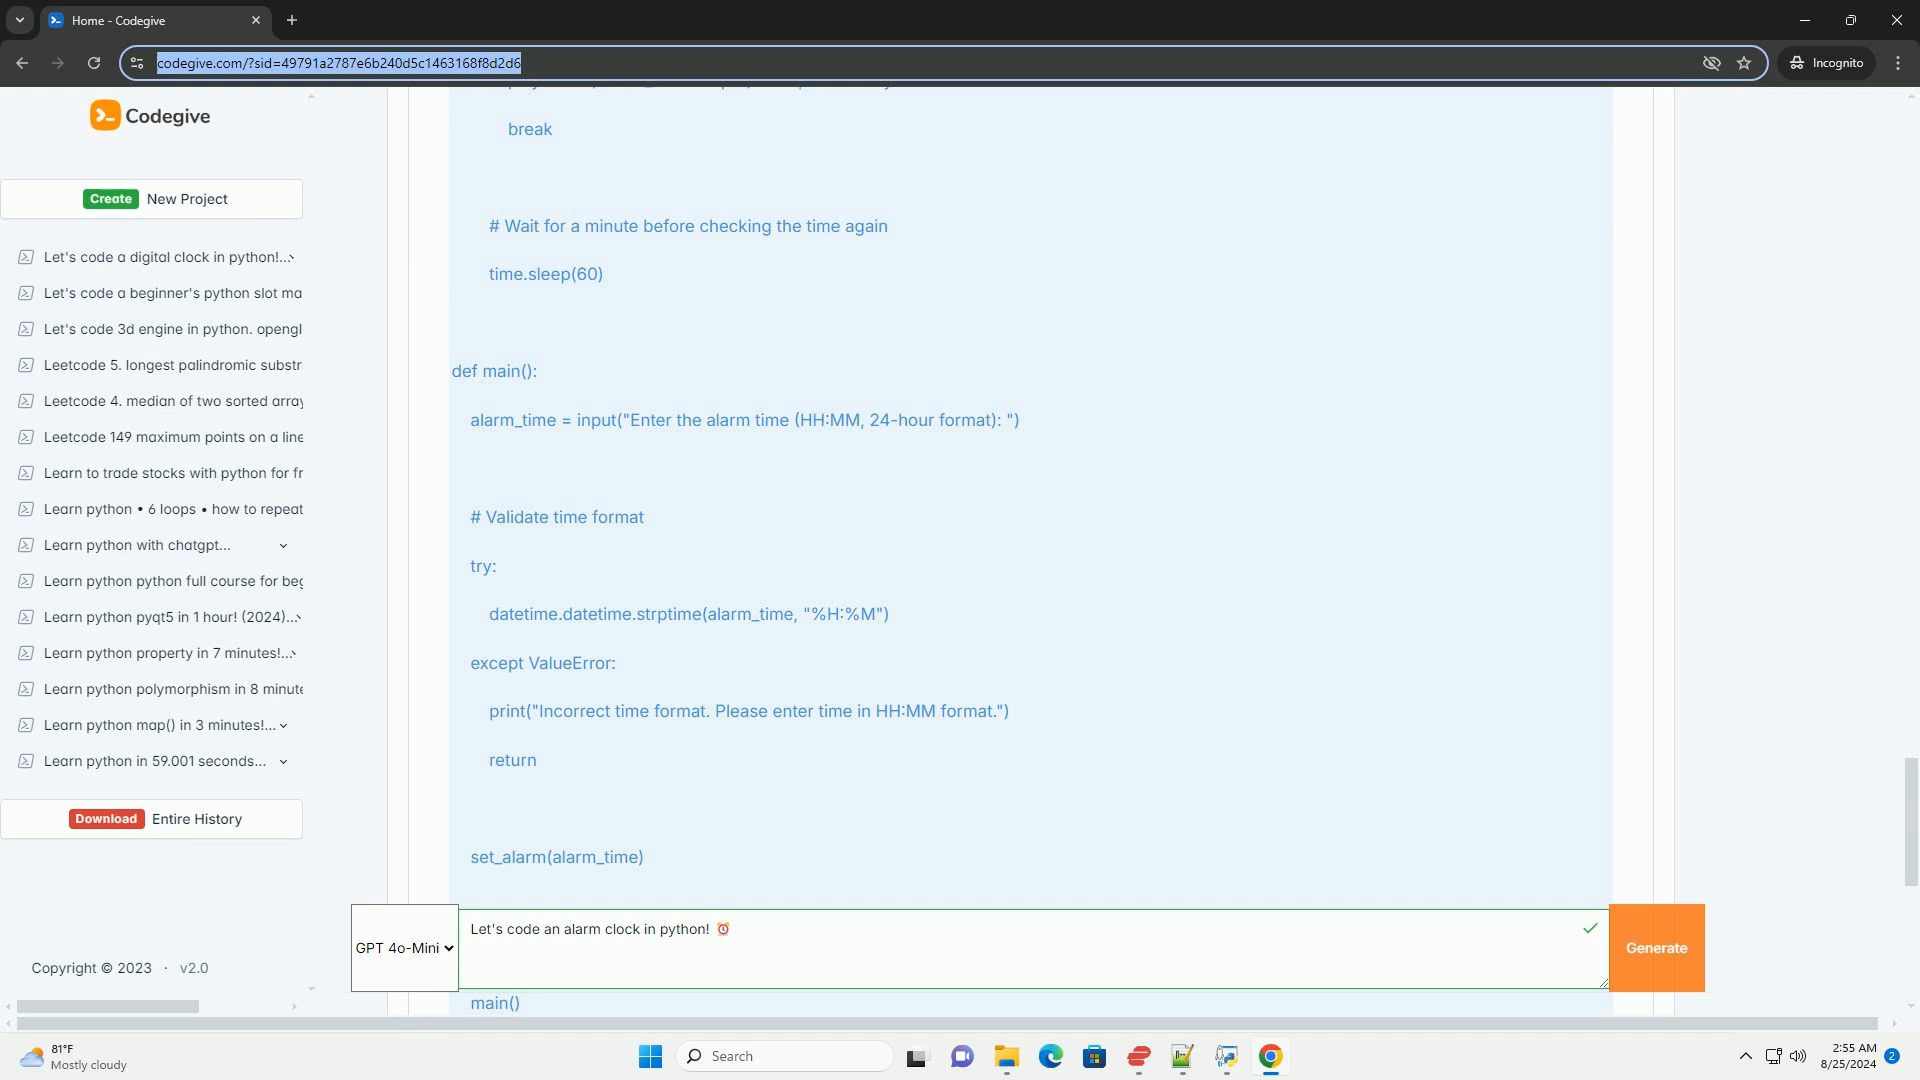 Home - Codegive
codegive.com/?sid=49791a2787e6b240d5c1463168f8d2d6
Incognito
Codegive
Create New Project
Let's code a digital clock in python!...
Let's code a beginner's python slot ma
Let's code 3d engine in python. opengl
Leetcode 5. longest palindromic substr
Leetcode 4. median of two sorted array
Leetcode 149 maximum points on a line
Learn to trade stocks with python for fr
Learn python • 6 loops • how to repeat
Learn python with chatgpt...
Learn python python full course for beg
Learn python pyqt5 in 1 hour! (2024)...
Learn python property in 7 minutes!...
Learn python polymorphism in 8 minute
Learn python map() in 3 minutes!...
Learn python in 59.001 seconds...
Download Entire History
Copyright © 2023 · v2.0
break
# Wait for a minute before checking the time again
time.sleep(60)
def main():
alarm_time = input("Enter the alarm time (HH:MM, 24-hour format): ")
# Validate time format
try:
datetime.datetime.strptime(alarm_time, "%H:%M")
except ValueError:
print("Incorrect time format. Please enter time in HH:MM format.")
return
set_alarm(alarm_time)
GPT 4o-Mini
Let's code an alarm clock in python! ⏰
Generate
main()
81°F
Mostly cloudy
Search
2:55 AM
8/25/2024
2